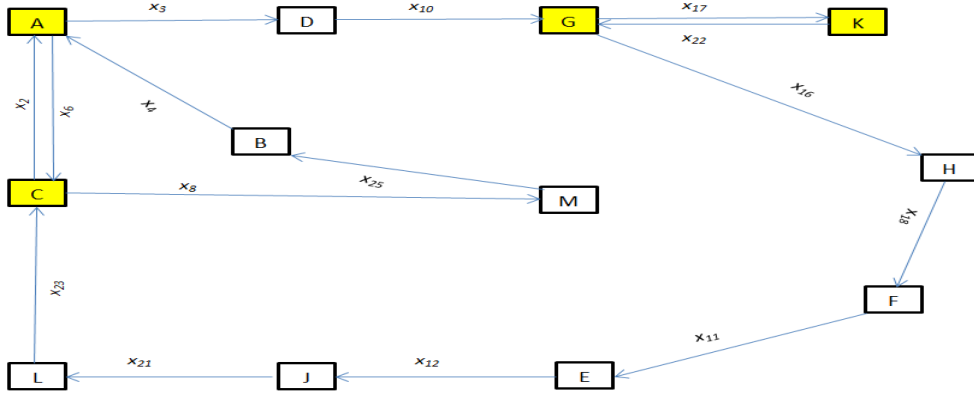 x₃
x₁₀
x₁₇
A
D
G
K
x₂₂
x₂
x₆
x₄
x₁₆
B
H
x₂₅
C
x₈
M
x₁₈
F
x₂₃
x₁₁
x₂₁
x₁₂
L
J
E